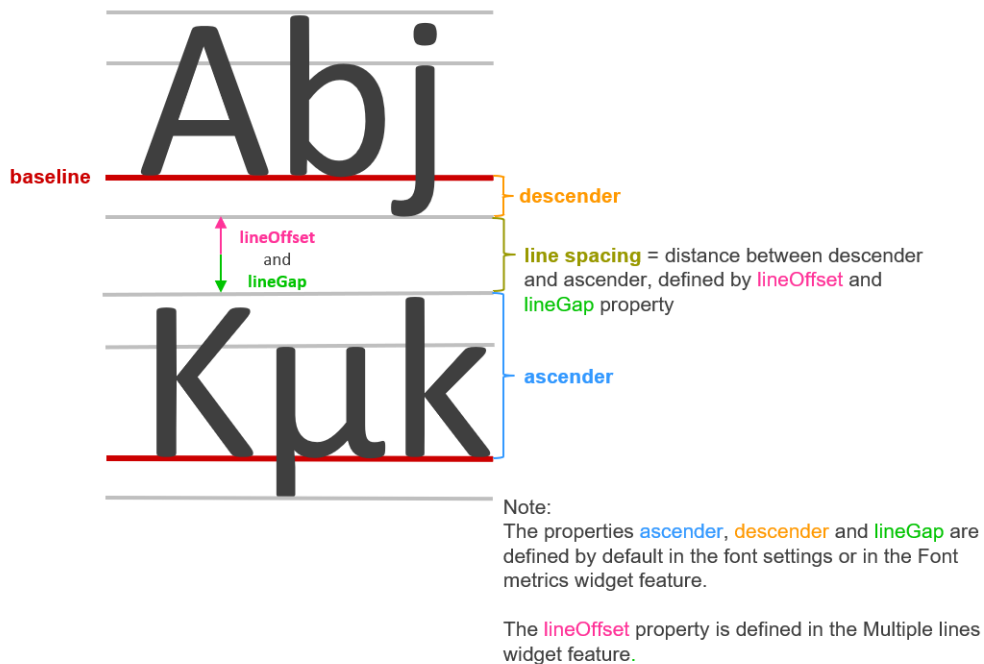 Abj
baseline
descender
lineOffset
and
lineGap
line spacing = distance between descender
and ascender, defined by lineOffset and
lineGap property
Kμk
ascender
Note:
The properties ascender, descender and lineGap are
defined by default in the font settings or in the Font
metrics widget feature.
The lineOffset property is defined in the Multiple lines
widget feature.